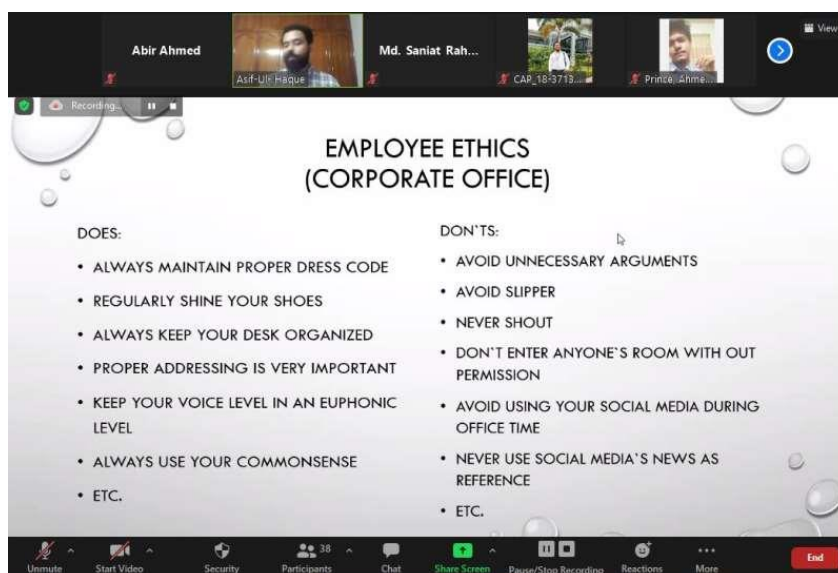 View
Abir Ahmed
Asif-Ul- Haque
Md. Saniat Rah...
CAP_18-3713...
Prince, Ahme...
Recording...
EMPLOYEE ETHICS
(CORPORATE OFFICE)
DOES:
• ALWAYS MAINTAIN PROPER DRESS CODE
• REGULARLY SHINE YOUR SHOES
• ALWAYS KEEP YOUR DESK ORGANIZED
• PROPER ADDRESSING IS VERY IMPORTANT
• KEEP YOUR VOICE LEVEL IN AN EUPHONIC
LEVEL
• ALWAYS USE YOUR COMMONSENSE
• ETC.
DON'TS:
• AVOID UNNECESSARY ARGUMENTS
• AVOID SLIPPER
• NEVER SHOUT
• DON'T ENTER ANYONE'S ROOM WITH OUT
PERMISSION
• AVOID USING YOUR SOCIAL MEDIA DURING
OFFICE TIME
• NEVER USE SOCIAL MEDIA'S NEWS AS
REFERENCE
• ETC.
Unmute
Start Video
Security
38
Participants
Chat
Share Screen
Pause/Stop Recording
Reactions
More
End